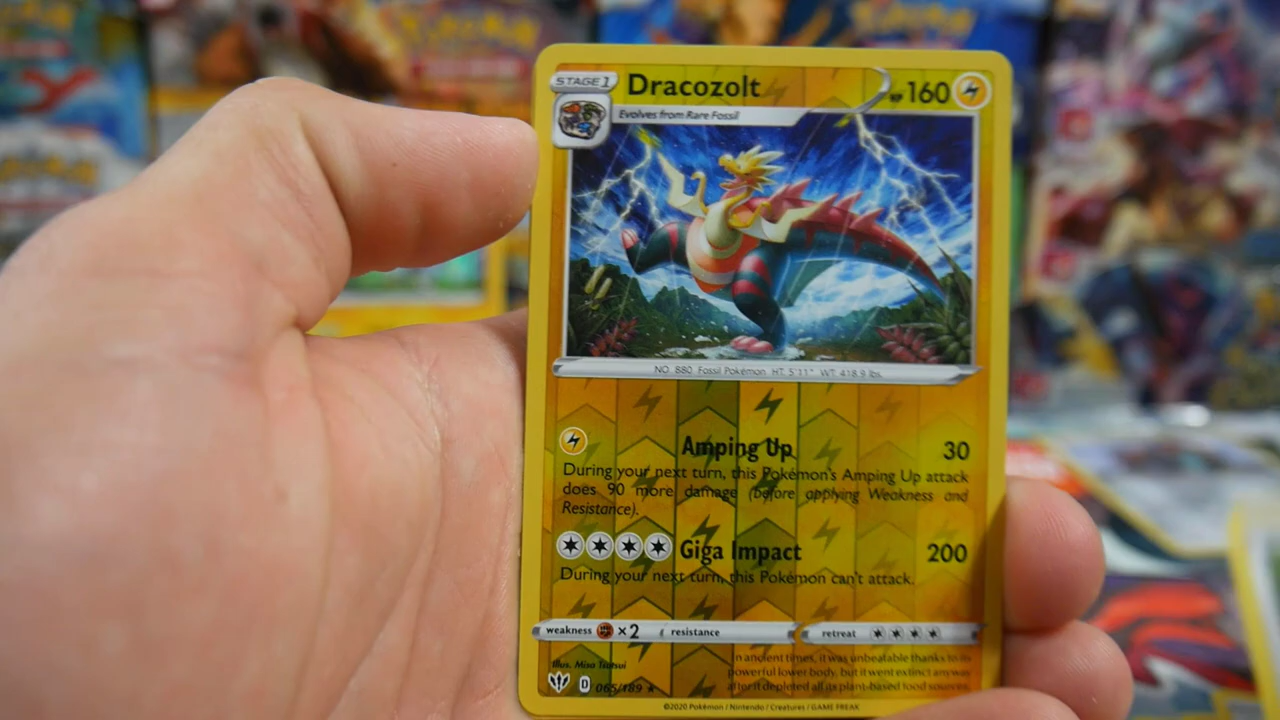 STAGE 1
Dracozolt
HP 160
Evolves from Rare Fossil
NO. 880 Fossil Pokémon HT: 5'11" WT: 418.9 lbs.
Amping Up 30
During your next turn, this Pokémon's Amping Up attack
does 90 more damage (before applying Weakness and
Resistance).
Giga Impact 200
During your next turn, this Pokémon can't attack.
weakness ×2 resistance retreat
Illus. Misa Tsutsui
n ancient times, it was unbeatable thanks to its
powerful lower body, but it went extinct anyway
after it depleted all its plant-based food sources.
D 065/189 ★
©2020 Pokémon / Nintendo / Creatures / GAME FREAK